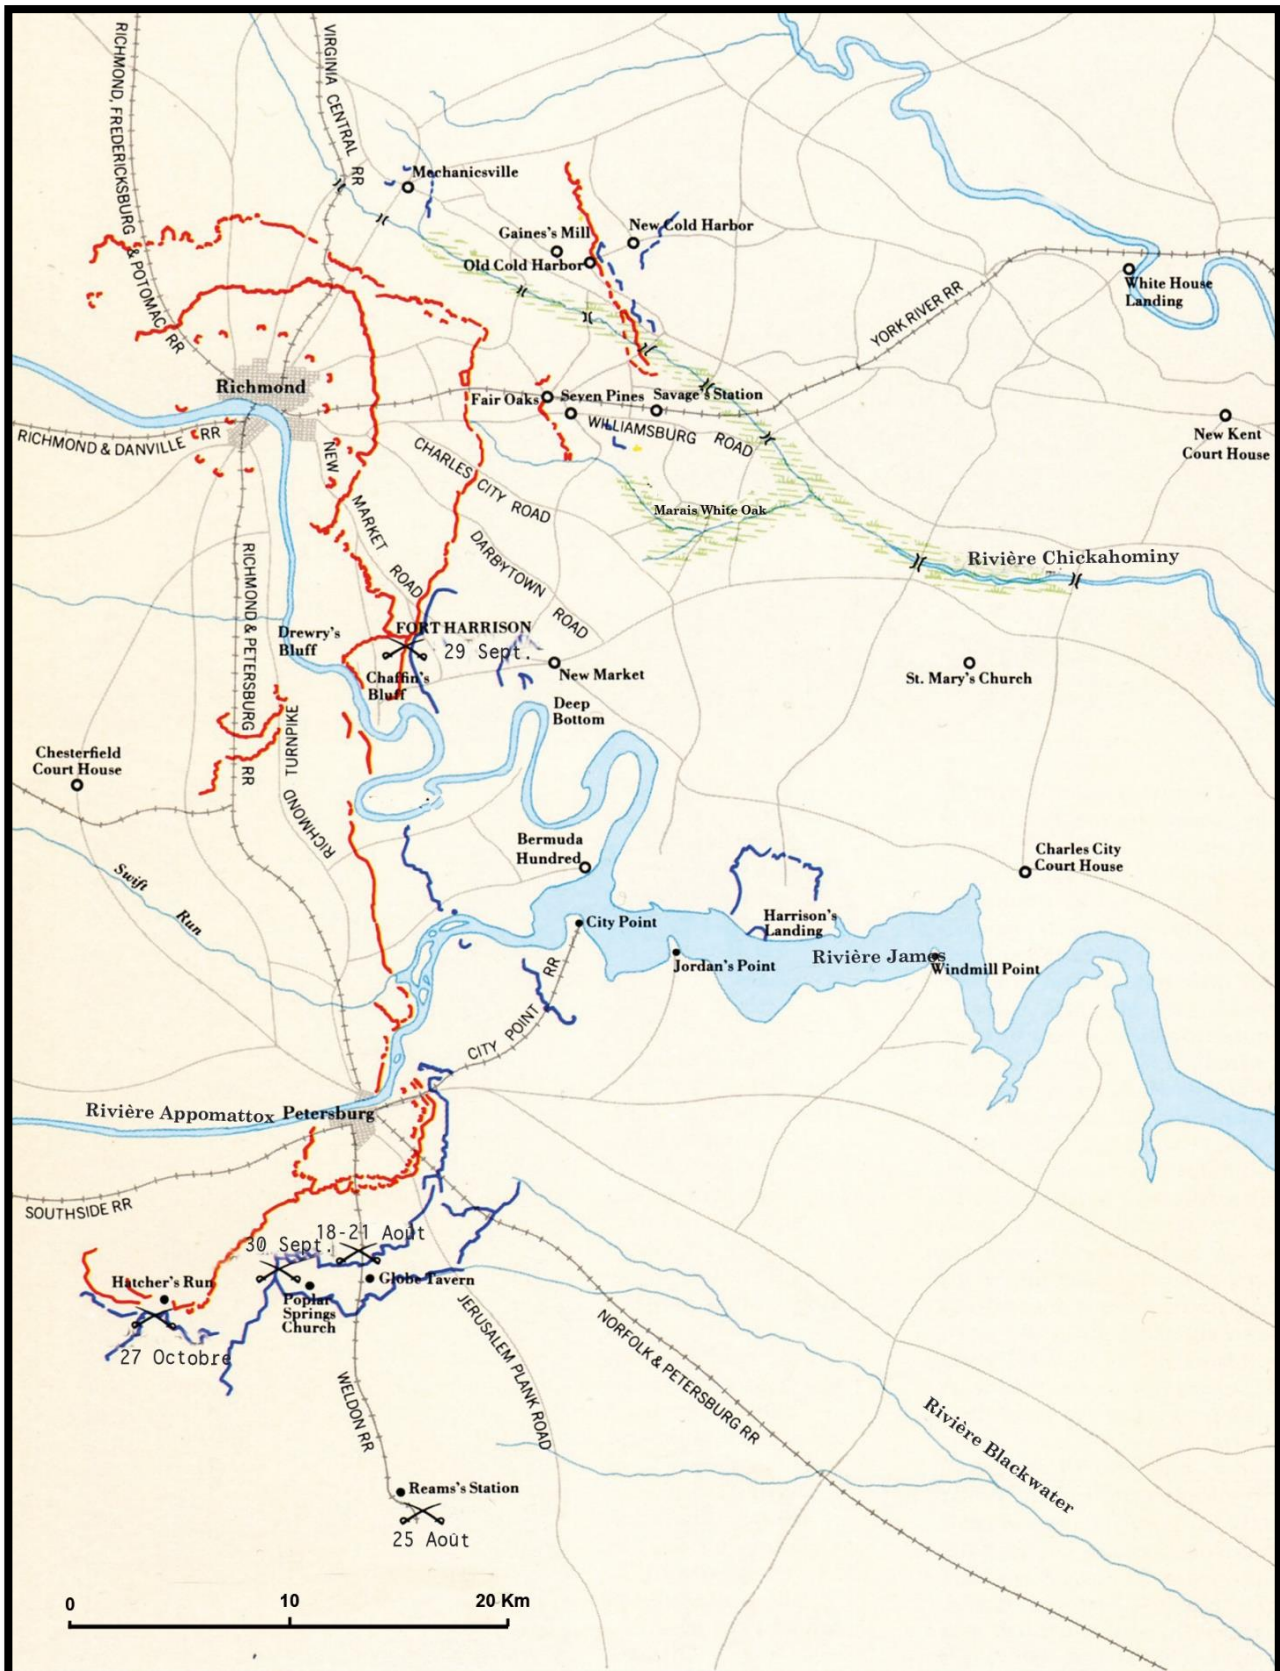 RICHMOND, FREDERICKSBURG & POTOMAC RR
VIRGINIA CENTRAL RR
Mechanicsville
Gaines's Mill
New Cold Harbor
Old Cold Harbor
White House
Landing
YORK RIVER RR
Richmond
Fair Oaks
Seven Pines
Savage's Station
WILLIAMSBURG ROAD
RICHMOND & DANVILLE RR
New Kent
Court House
NEW MARKET ROAD
CHARLES CITY ROAD
Marais White Oak
DARBYTOWN ROAD
Rivière Chickahominy
RICHMOND & PETERSBURG RR
Drewry's
Bluff
FORT HARRISON
29 Sept.
New Market
Chaffin's
Bluff
St. Mary's Church
Deep
Bottom
RICHMOND TURNPIKE
Chesterfield
Court House
Bermuda
Hundred
Charles City
Court House
Swift Run
City Point
Harrison's
Landing
Jordan's Point
Rivière James
Windmill Point
CITY POINT RR
Rivière Appomattox
Petersburg
SOUTHSIDE RR
18-21 Août
30 Sept.
Hatcher's Run
Globe Tavern
Poplar
Springs
Church
27 Octobre
JERUSALEM PLANK ROAD
NORFOLK & PETERSBURG RR
WELDON RR
Rivière Blackwater
Reams's Station
25 Août
0 10 20 Km